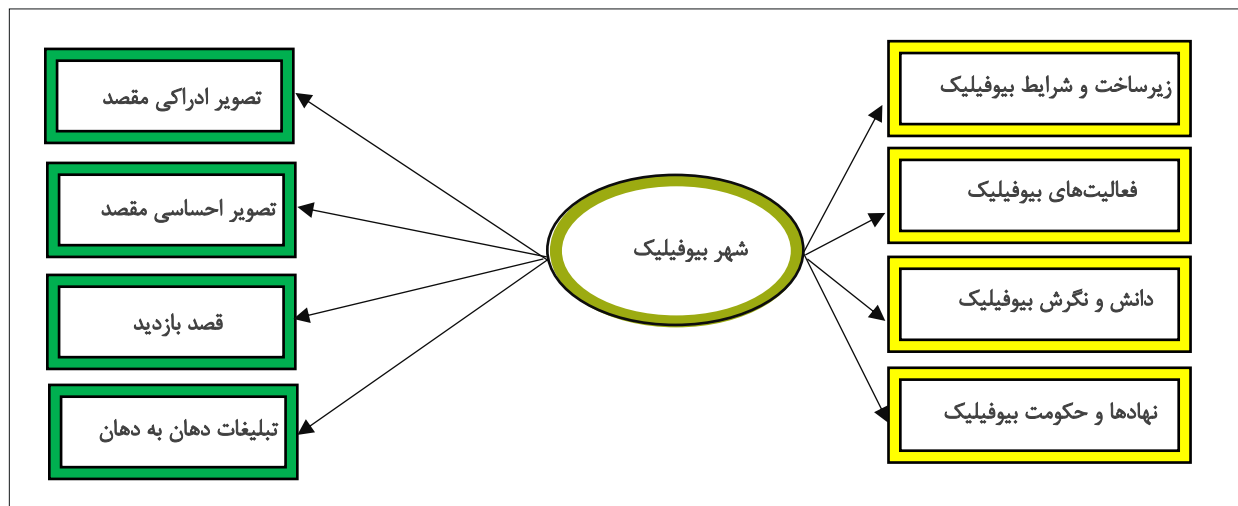 زیرساخت و شرایط بیوفیلیک
فعالیت‌های بیوفیلیک
دانش و نگرش بیوفیلیک
نهادها و حکومت بیوفیلیک
شهر بیوفیلیک
تصویر ادراکی مقصد
تصویر احساسی مقصد
قصد بازدید
تبلیغات دهان به دهان